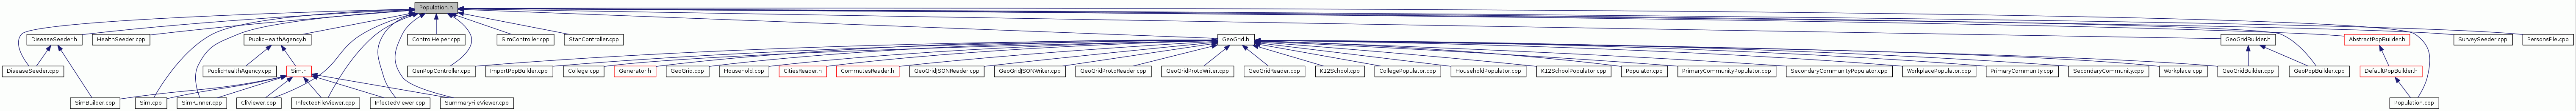 Population.h
DiseaseSeeder.h
HealthSeeder.cpp
PublicHealthAgency.h
ControlHelper.cpp
SimController.cpp
StanController.cpp
GeoGrid.h
GeoGridBuilder.h
AbstractPopBuilder.h
SurveySeeder.cpp
PersonsFile.cpp
DiseaseSeeder.cpp
PublicHealthAgency.cpp
Sim.h
GenPopController.cpp
ImportPopBuilder.cpp
College.cpp
Generator.h
GeoGrid.cpp
Household.cpp
CitiesReader.h
CommutesReader.h
GeoGridJSONReader.cpp
GeoGridJSONWriter.cpp
GeoGridProtoReader.cpp
GeoGridProtoWriter.cpp
GeoGridReader.cpp
K12School.cpp
CollegePopulator.cpp
HouseholdPopulator.cpp
K12SchoolPopulator.cpp
Populator.cpp
PrimaryCommunityPopulator.cpp
SecondaryCommunityPopulator.cpp
WorkplacePopulator.cpp
PrimaryCommunity.cpp
SecondaryCommunity.cpp
Workplace.cpp
GeoGridBuilder.cpp
GeoPopBuilder.cpp
DefaultPopBuilder.h
SimBuilder.cpp
Sim.cpp
SimRunner.cpp
CliViewer.cpp
InfectedFileViewer.cpp
InfectedViewer.cpp
SummaryFileViewer.cpp
Population.cpp